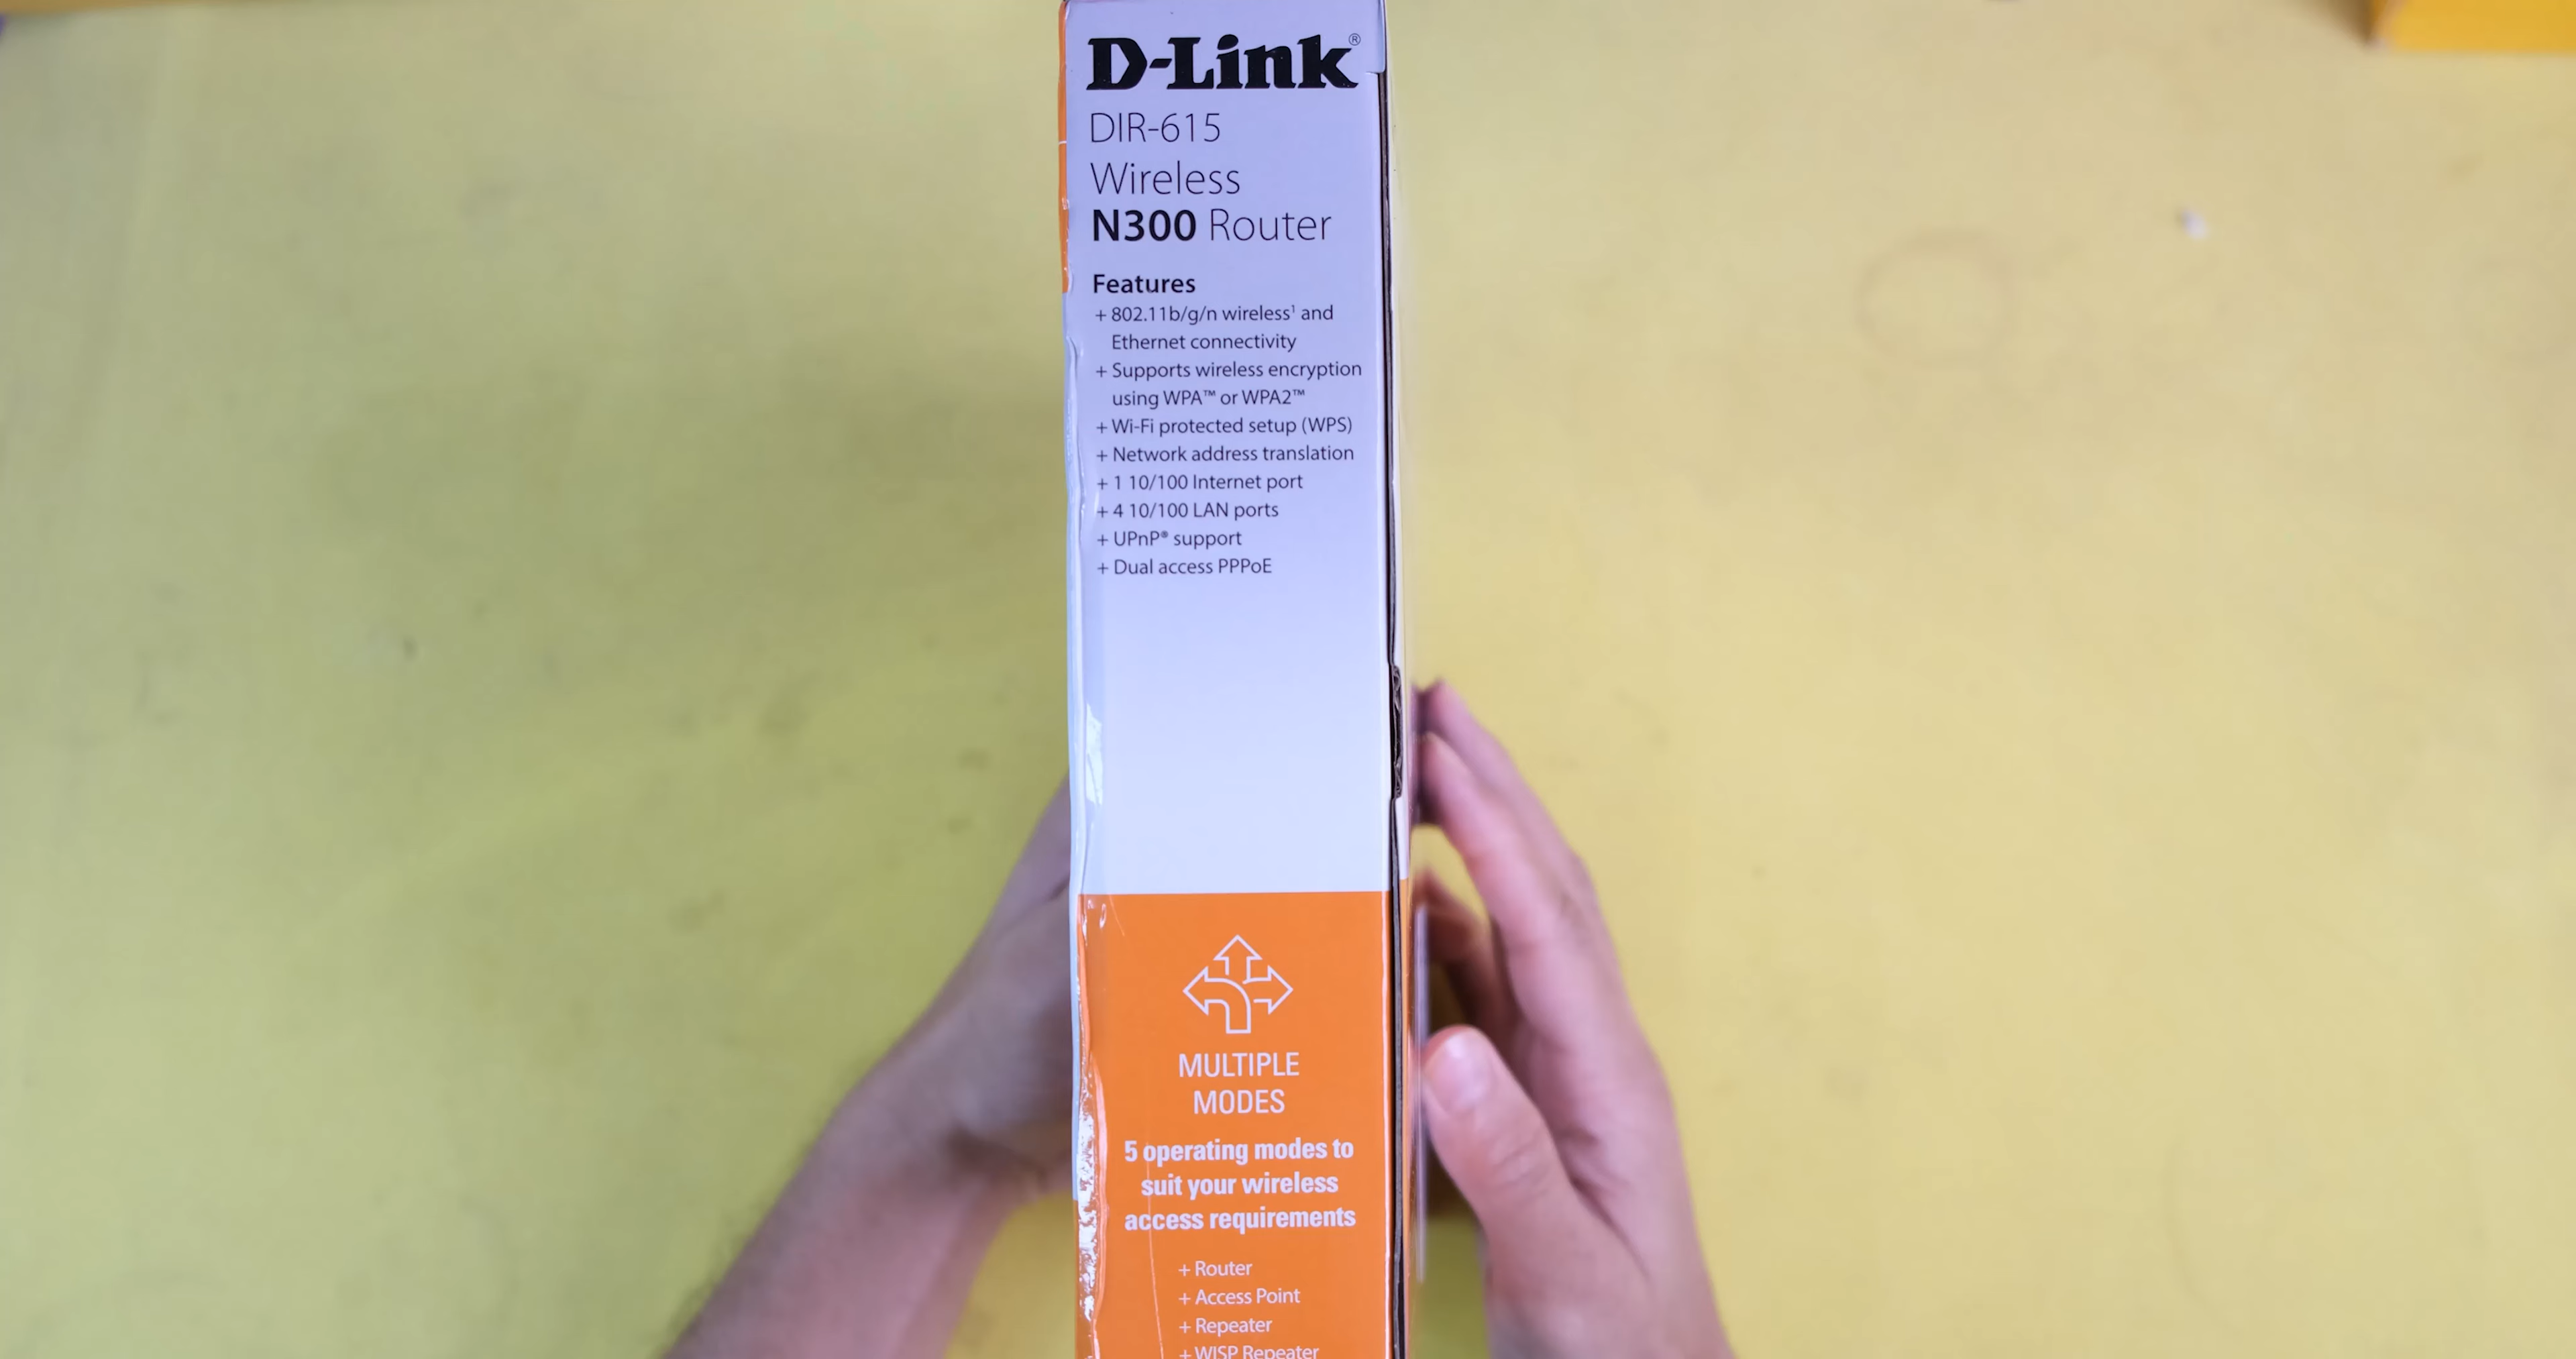 D-Link®
DIR-615
Wireless
N300 Router
Features
+ 802.11b/g/n wireless¹ and
Ethernet connectivity
+ Supports wireless encryption
using WPA™ or WPA2™
+ Wi-Fi protected setup (WPS)
+ Network address translation
+ 1 10/100 Internet port
+ 4 10/100 LAN ports
+ UPnP® support
+ Dual access PPPoE
MULTIPLE
MODES
5 operating modes to
suit your wireless
access requirements
+ Router
+ Access Point
+ Repeater
+ WISP Repeater